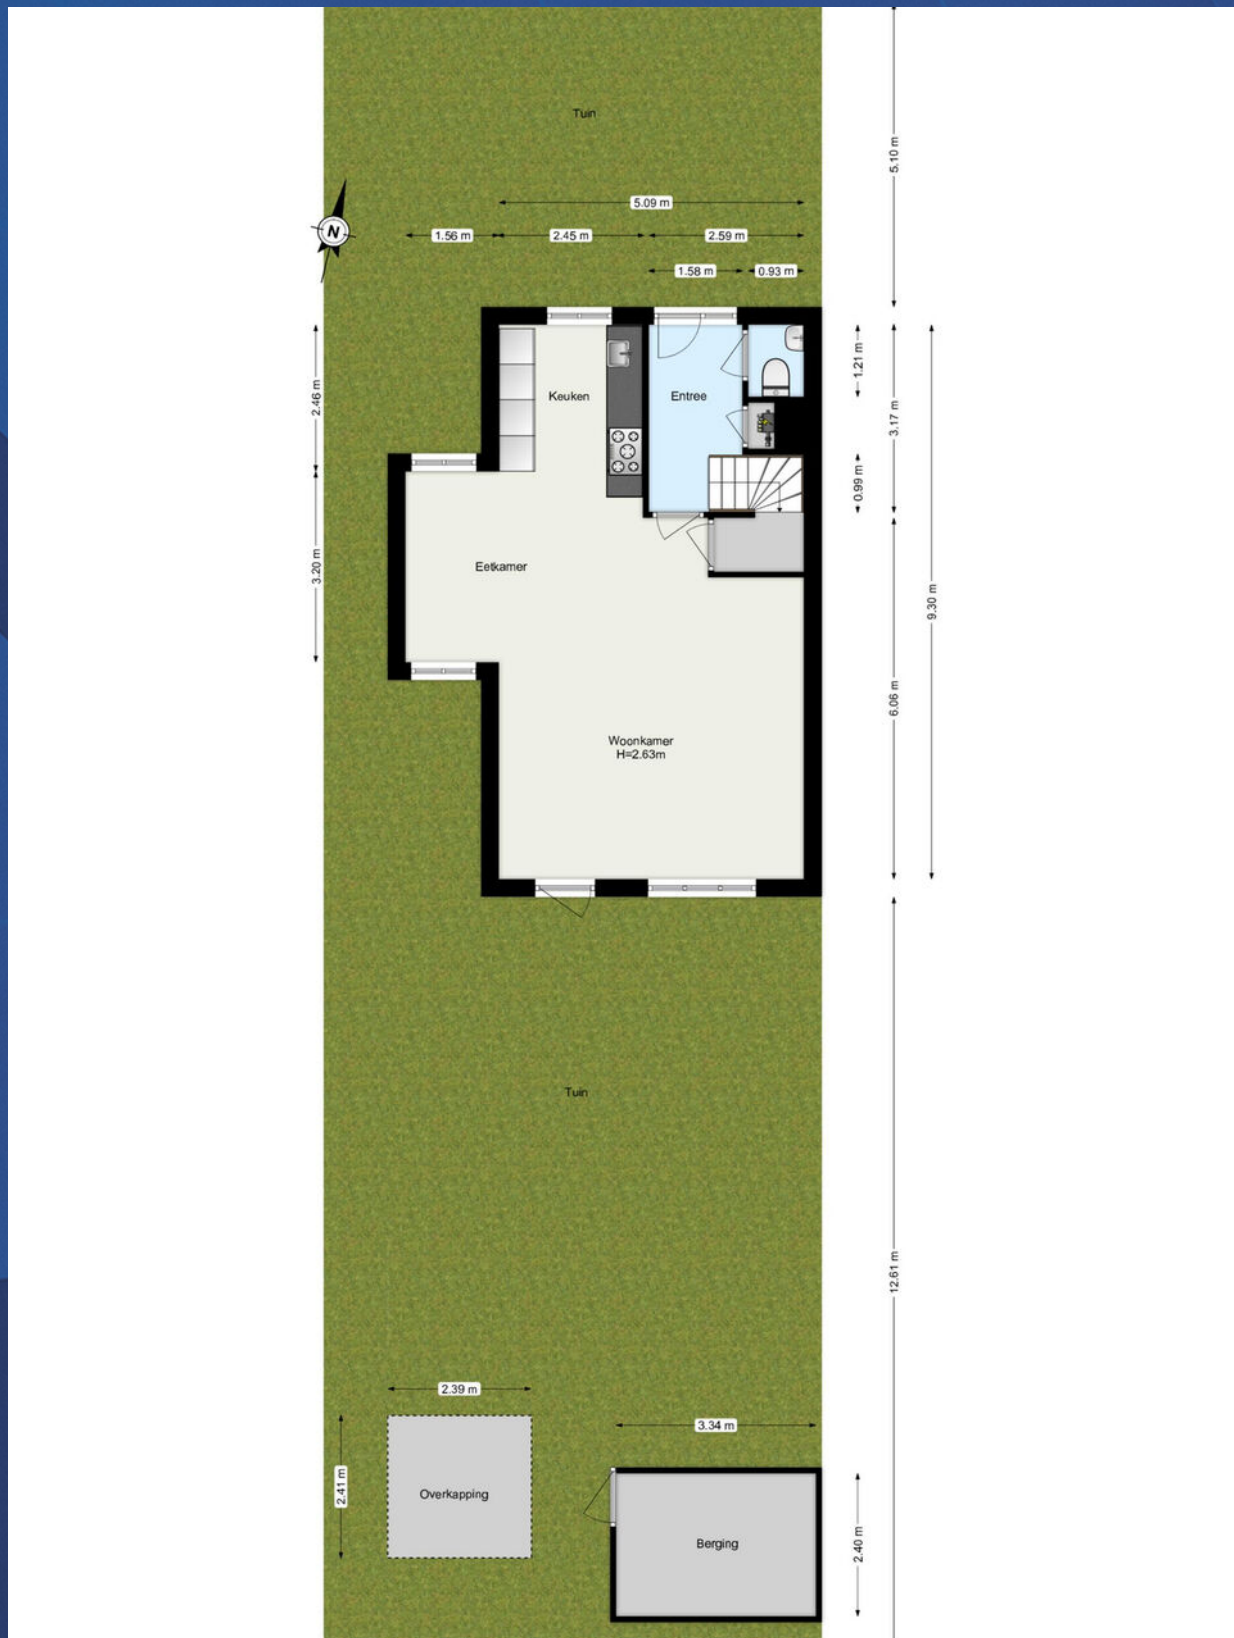 Tuin
5.10 m
5.09 m
N
1.56 m
2.45 m
2.59 m
1.58 m
0.93 m
2.46 m
Keuken
Entree
1.21 m
3.17 m
0.99 m
3.20 m
Eetkamer
9.30 m
6.06 m
Woonkamer
H=2.63m
Tuin
12.61 m
2.39 m
3.34 m
2.41 m
Overkapping
Berging
2.40 m